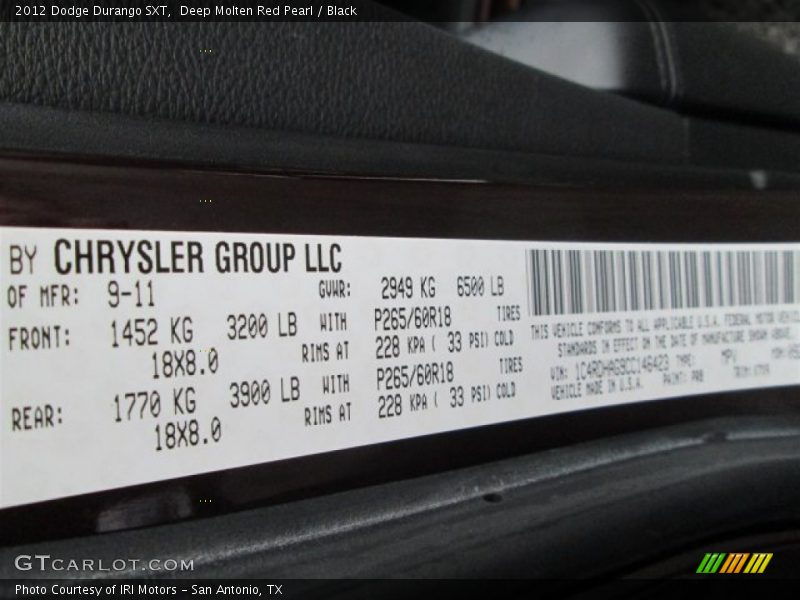 2012 Dodge Durango SXT,  Deep Molten Red Pearl / Black
BY CHRYSLER GROUP LLC
OF MFR: 9-11 GVWR: 2949 KG 6500 LB
FRONT: 1452 KG 3200 LB WITH P265/60R18 TIRES
18X8.0 RIMS AT 228 KPA ( 33 PSI) COLD
REAR: 1770 KG 3900 LB WITH P265/60R18 TIRES
18X8.0 RIMS AT 228 KPA ( 33 PSI) COLD
THIS VEHICLE CONFORMS TO ALL APPLICABLE U.S.A. FEDERAL MOTOR
STANDARDS IN EFFECT ON THE DATE OF MANUFACTURE SHOWN ABOVE.
VIN: 1C4RDHAG9CC146423 TYPE: MPV
VEHICLE MADE IN U.S.A. PAINT: PRB TRIM:
GTCARLOT.COM
Photo Courtesy of IRI Motors – San Antonio, TX